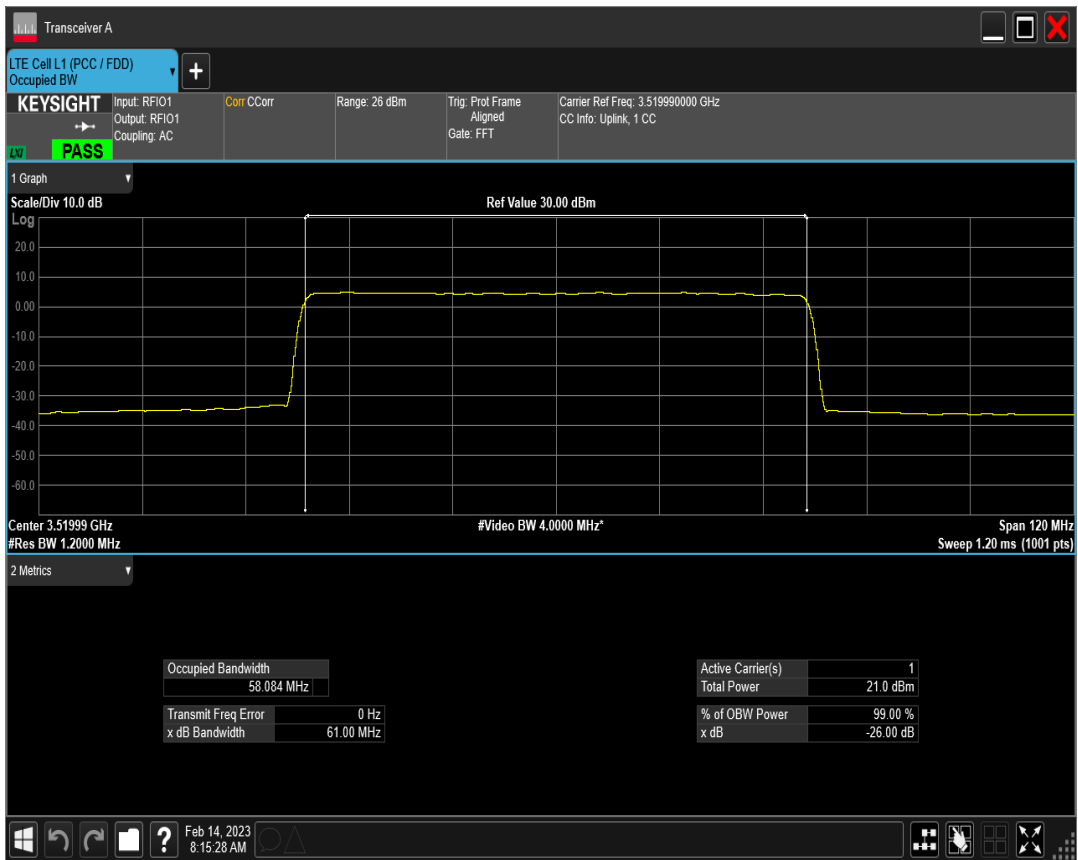 Transceiver A
LTE Cell L1 (PCC / FDD)
Occupied BW
+
KEYSIGHT
LXI
PASS
Input: RFIO1
Output: RFIO1
Coupling: AC
Corr CCorr
Range: 26 dBm
Trig: Prot Frame
Aligned
Gate: FFT
Carrier Ref Freq: 3.519990000 GHz
CC Info: Uplink, 1 CC
1 Graph
Scale/Div 10.0 dB
Ref Value 30.00 dBm
Log
20.0
10.0
0.00
-10.0
-20.0
-30.0
-40.0
-50.0
-60.0
Center 3.51999 GHz
#Video BW 4.0000 MHz*
Span 120 MHz
#Res BW 1.2000 MHz
Sweep 1.20 ms (1001 pts)
2 Metrics
Occupied Bandwidth
58.084 MHz
Transmit Freq Error 0 Hz
x dB Bandwidth 61.00 MHz
Active Carrier(s) 1
Total Power 21.0 dBm
% of OBW Power 99.00 %
x dB -26.00 dB
?
Feb 14, 2023
8:15:28 AM